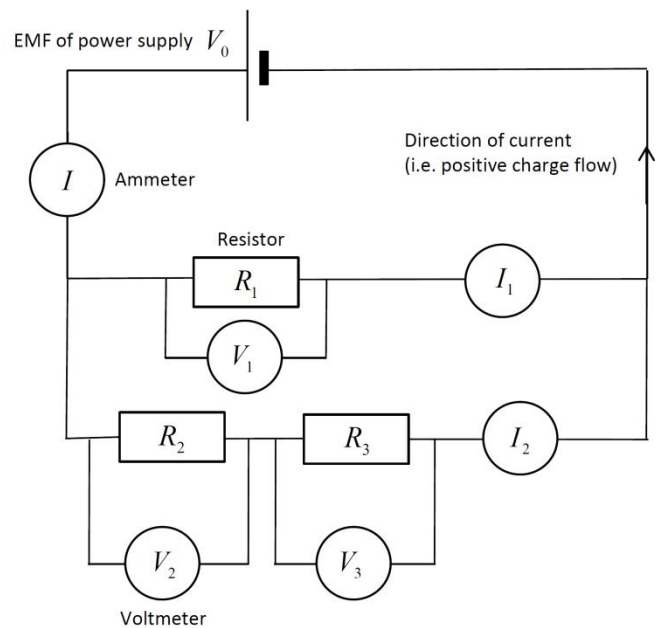 EMF of power supply V₀
Direction of current
(i.e. positive charge flow)
I
Ammeter
Resistor
R₁
I₁
V₁
R₂
R₃
I₂
V₂
V₃
Voltmeter